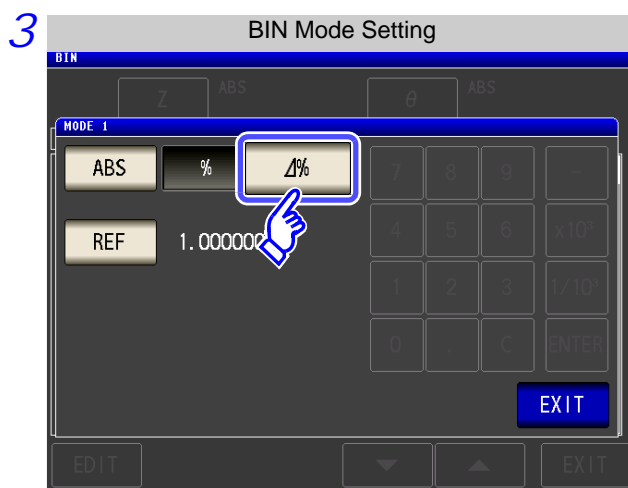 3
BIN Mode Setting
BIN
Z ABS θ ABS
MODE 1
ABS % Δ% 7 8 9 -
REF 1.000000 4 5 6 x10³
1 2 3 1/10³
0 . C ENTER
EXIT
EDIT EXIT